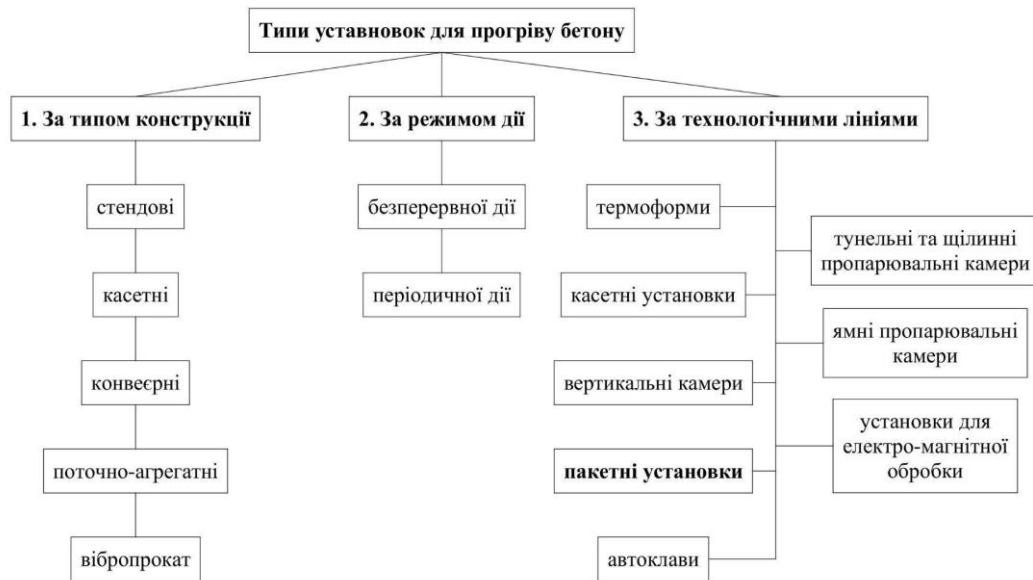 Типи уставновок для прогріву бетону
1. За типом конструкції
2. За режимом дії
3. За технологічними лініями
стендові
касетні
конвеєрні
поточно-агрегатні
вібропрокат
безперервної дії
періодичної дії
термоформи
тунельні та щілинні
пропарювальні камери
касетні установки
ямні пропарювальні
камери
вертикальні камери
установки для
електро-магнітної
обробки
пакетні установки
автоклави